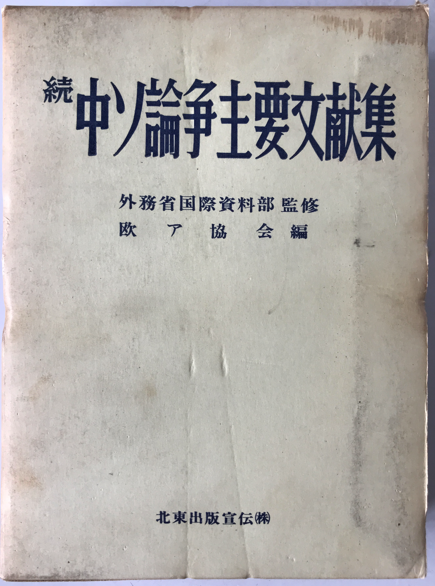 続 中ソ論争主要文献集
外務省国際資料部 監修
欧ア協会編
北東出版宣伝㈱